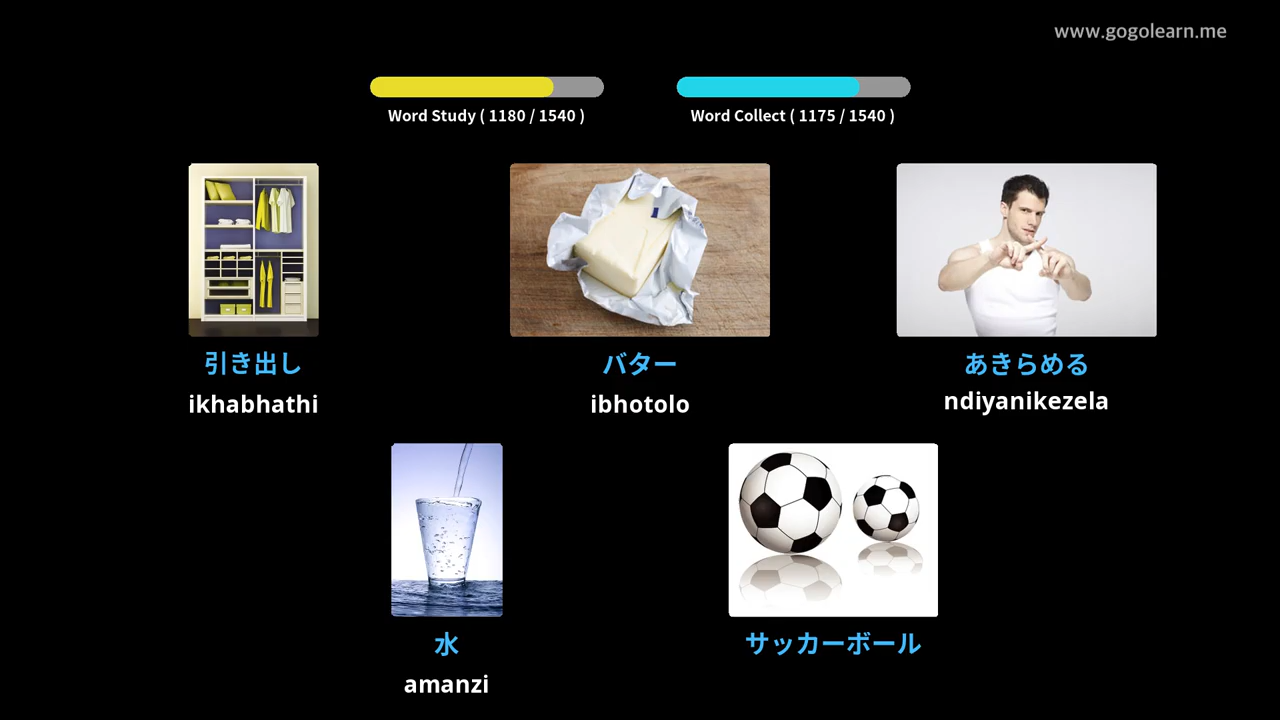 www.gogolearn.me
Word Study ( 1180 / 1540 )
Word Collect ( 1175 / 1540 )
引き出し
ikhabhathi
バター
ibhotolo
あきらめる
ndiyanikezela
水
amanzi
サッカーボール